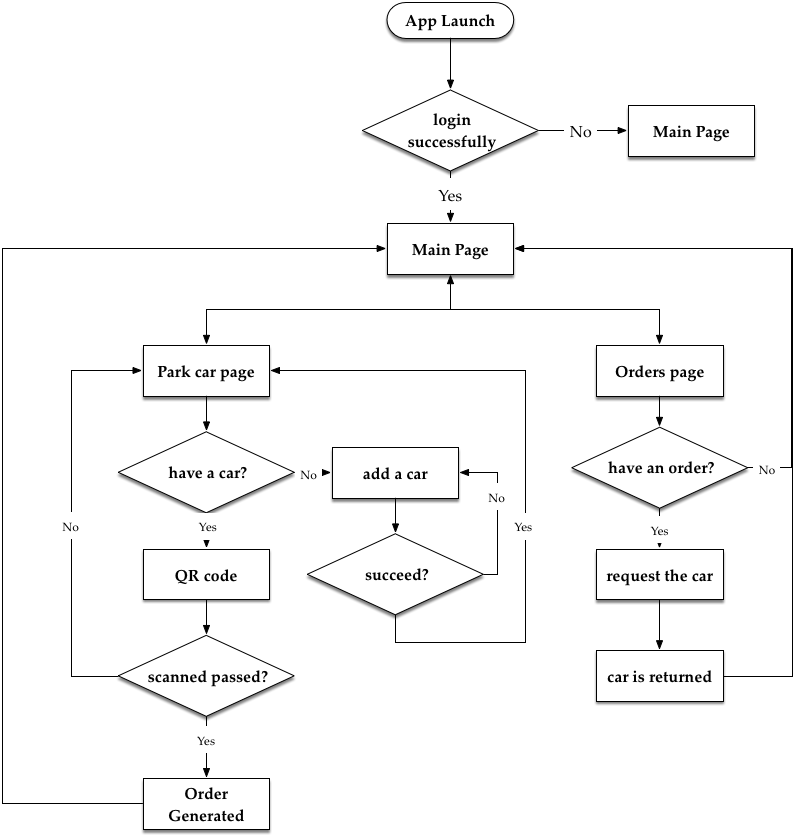 App Launch
login
successfully
No
Main Page
Yes
Main Page
Park car page
Orders page
have a car?
No
add a car
have an order?
No
No
No
Yes
Yes
Yes
QR code
succeed?
request the car
scanned passed?
car is returned
Yes
Order
Generated